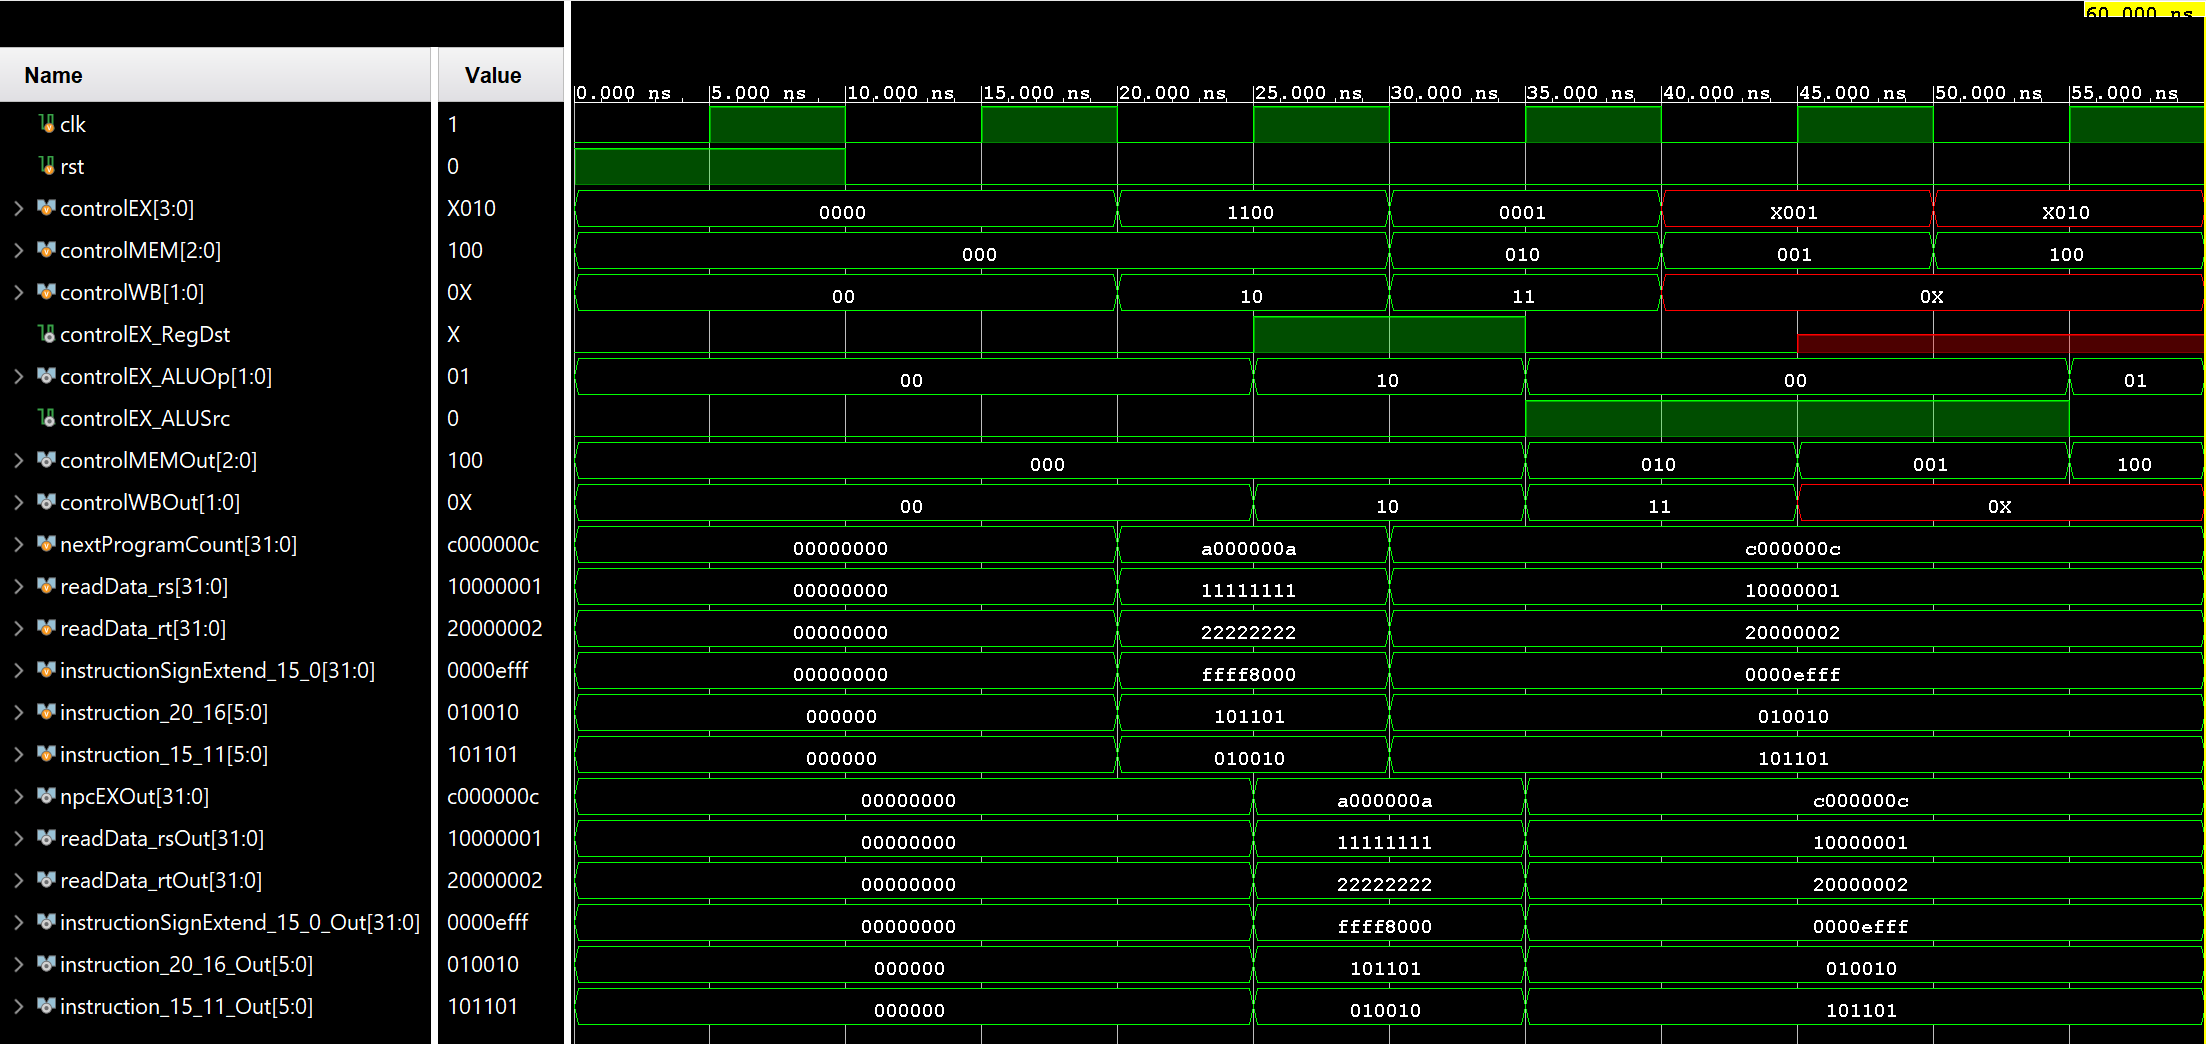 60.000 ns
Name Value
0.000 ns 5.000 ns 10.000 ns 15.000 ns 20.000 ns 25.000 ns 30.000 ns 35.000 ns 40.000 ns 45.000 ns 50.000 ns 55.000 ns
clk 1
rst 0
controlEX[3:0] X010 0000 1100 0001 X001 X010
controlMEM[2:0] 100 000 010 001 100
controlWB[1:0] 0X 00 10 11 0X
controlEX_RegDst X
controlEX_ALUOp[1:0] 01 00 10 00 01
controlEX_ALUSrc 0
controlMEMOut[2:0] 100 000 010 001 100
controlWBOut[1:0] 0X 00 10 11 0X
nextProgramCount[31:0] c000000c 00000000 a000000a c000000c
readData_rs[31:0] 10000001 00000000 11111111 10000001
readData_rt[31:0] 20000002 00000000 22222222 20000002
instructionSignExtend_15_0[31:0] 0000efff 00000000 ffff8000 0000efff
instruction_20_16[5:0] 010010 000000 101101 010010
instruction_15_11[5:0] 101101 000000 010010 101101
npcEXOut[31:0] c000000c 00000000 a000000a c000000c
readData_rsOut[31:0] 10000001 00000000 11111111 10000001
readData_rtOut[31:0] 20000002 00000000 22222222 20000002
instructionSignExtend_15_0_Out[31:0] 0000efff 00000000 ffff8000 0000efff
instruction_20_16_Out[5:0] 010010 000000 101101 010010
instruction_15_11_Out[5:0] 101101 000000 010010 101101